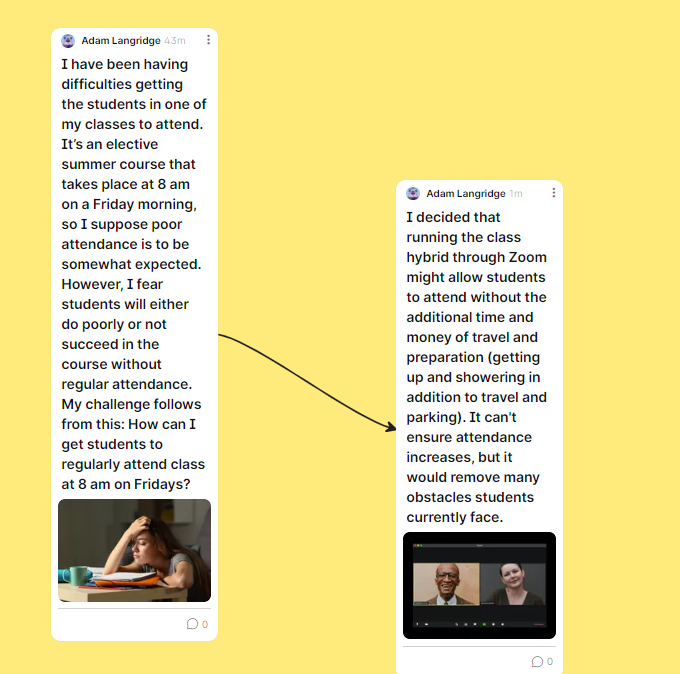 Adam Langridge 43m
I have been having
difficulties getting
the students in one of
my classes to attend.
It’s an elective
summer course that
takes place at 8 am
on a Friday morning,
so I suppose poor
attendance is to be
somewhat expected.
However, I fear
students will either
do poorly or not
succeed in the
course without
regular attendance.
My challenge follows
from this: How can I
get students to
regularly attend class
at 8 am on Fridays?
0
Adam Langridge 1m
I decided that
running the class
hybrid through Zoom
might allow students
to attend without the
additional time and
money of travel and
preparation (getting
up and showering in
addition to travel and
parking). It can't
ensure attendance
increases, but it
would remove many
obstacles students
currently face.
0